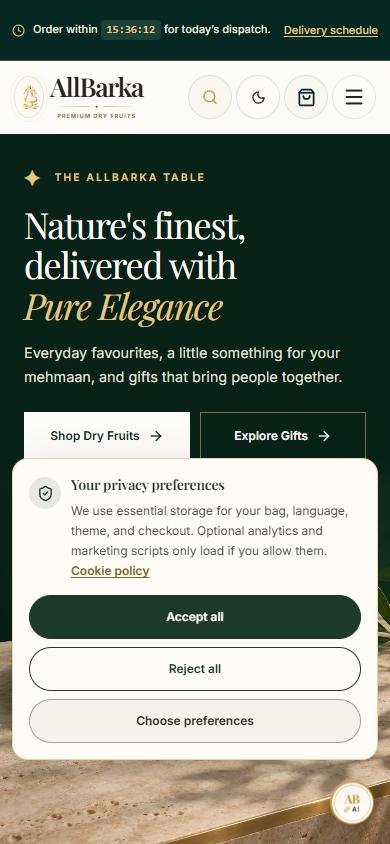 Order within 15:36:12 for today's dispatch. Delivery schedule
AllBarka
PREMIUM DRY FRUITS
THE ALLBARKA TABLE
Nature's finest,
delivered with
Pure Elegance
Everyday favourites, a little something for your
mehmaan, and gifts that bring people together.
Shop Dry Fruits → Explore Gifts →
Your privacy preferences
We use essential storage for your bag, language,
theme, and checkout. Optional analytics and
marketing scripts only load if you allow them.
Cookie policy
Accept all
Reject all
Choose preferences
AB
AI